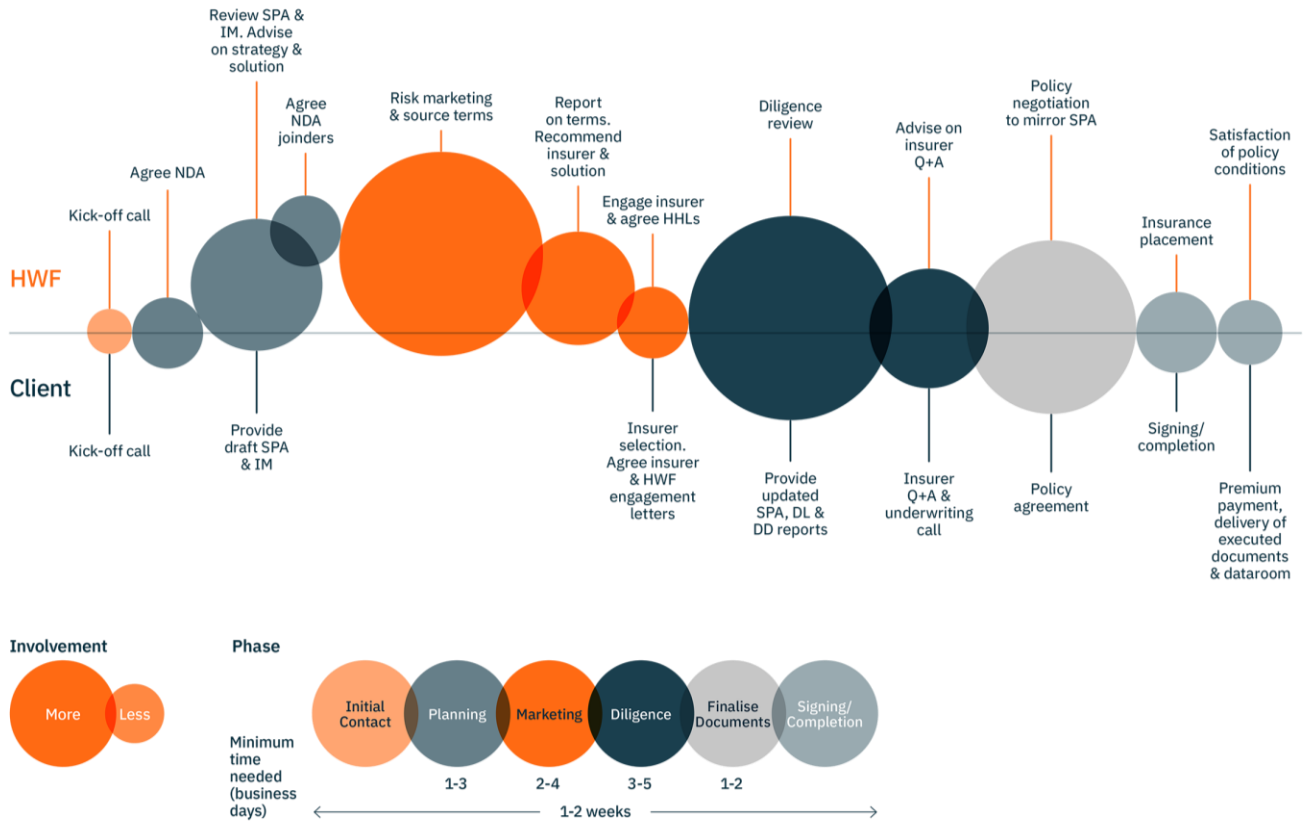 Review SPA &
IM. Advise
on strategy &
solution
Agree
NDA
joinders
Risk marketing
& source terms
Report
on terms.
Recommend
insurer &
solution
Diligence
review
Policy
negotiation
to mirror SPA
Advise on
insurer
Q+A
Satisfaction
of policy
conditions
Agree NDA
Kick-off call
Engage insurer
& agree HHLs
Insurance
placement
HWF
Client
Kick-off call
Provide
draft SPA
& IM
Insurer
selection.
Agree insurer
& HWF
engagement
letters
Provide
updated
SPA, DL &
DD reports
Insurer
Q+A &
underwriting
call
Policy
agreement
Signing/
completion
Premium
payment,
delivery of
executed
documents
& dataroom
Involvement
More
Less
Phase
Initial
Contact
Planning
Marketing
Diligence
Finalise
Documents
Signing/
Completion
Minimum
time
needed
(business
days)
1-3
2-4
3-5
1-2
1-2 weeks